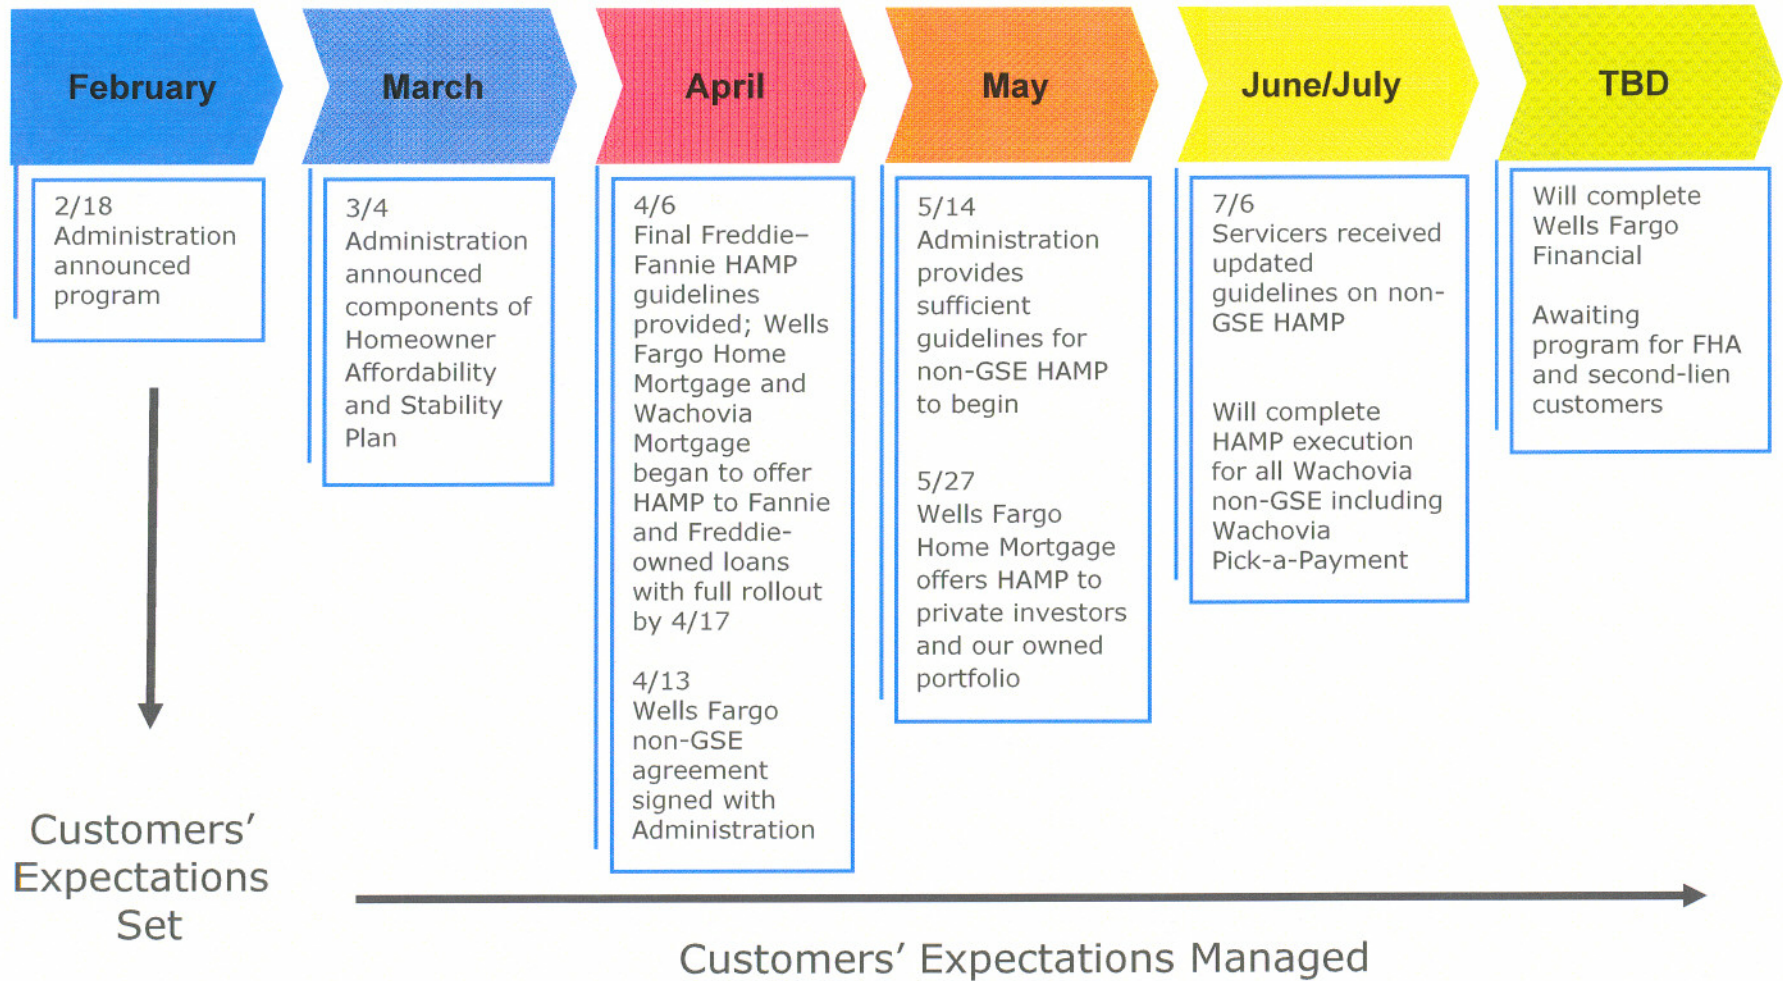 February
2/18
Administration
announced
program
Customers’
Expectations
Set
March
3/4
Administration
announced
components of
Homeowner
Affordability
and Stability
Plan
April
4/6
Final Freddie–
Fannie HAMP
guidelines
provided; Wells
Fargo Home
Mortgage and
Wachovia
Mortgage
began to offer
HAMP to Fannie
and Freddie-
owned loans
with full rollout
by 4/17
4/13
Wells Fargo
non-GSE
agreement
signed with
Administration
May
5/14
Administration
provides
sufficient
guidelines for
non-GSE HAMP
to begin
5/27
Wells Fargo
Home Mortgage
offers HAMP to
private investors
and our owned
portfolio
June/July
7/6
Servicers received
updated
guidelines on non-
GSE HAMP
Will complete
HAMP execution
for all Wachovia
non-GSE including
Wachovia
Pick-a-Payment
TBD
Will complete
Wells Fargo
Financial
Awaiting
program for FHA
and second-lien
customers
Customers’ Expectations Managed